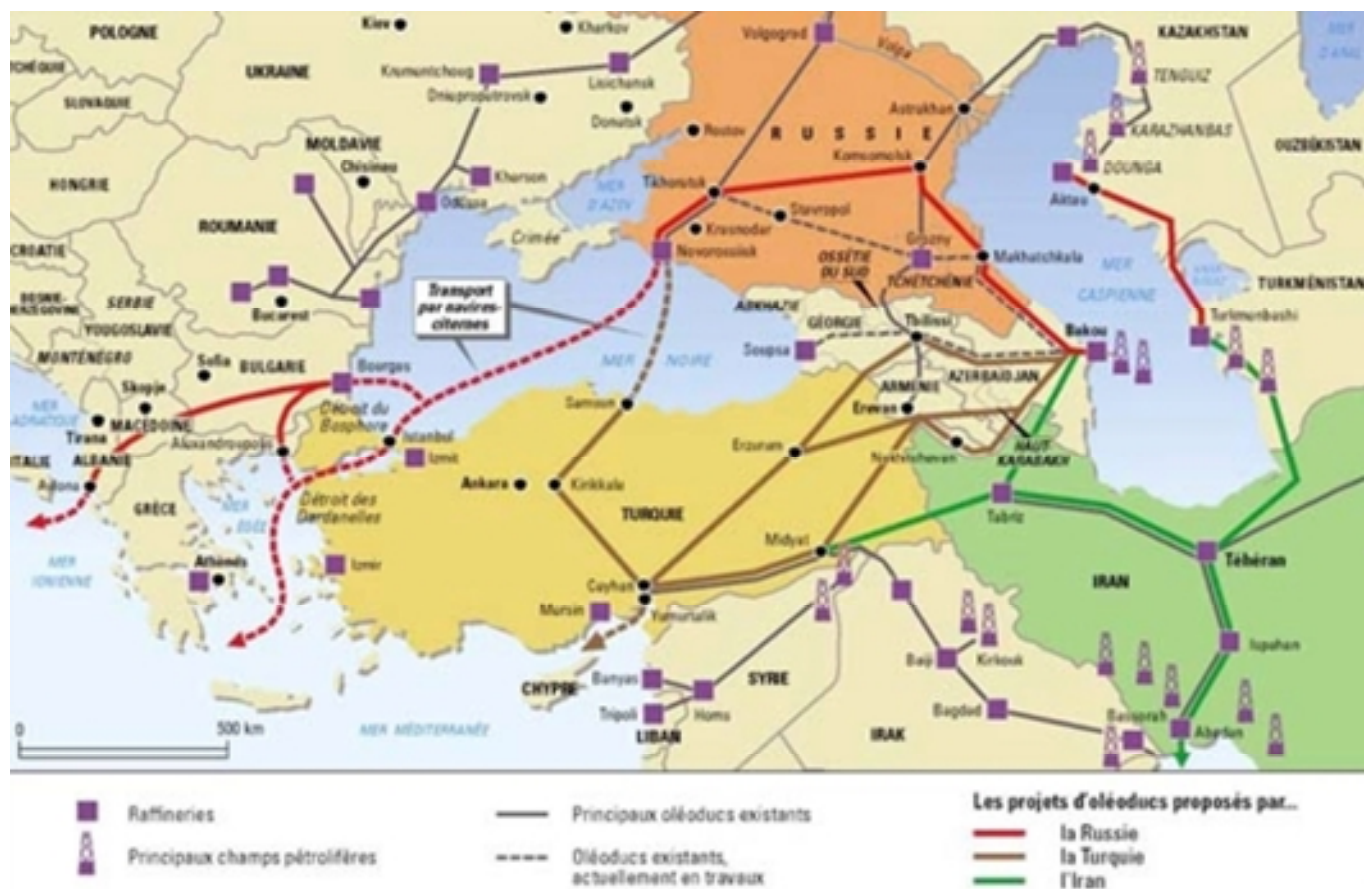 POLOGNE
Kiev
Kharkov
Volgograd
Volga
KAZAKHSTAN
MER
D'ARAL
TCHÉQUIE
UKRAINE
Lisichansk
TENGUIZ
SLOVAQUIE
Astrakhan
Donetsk
KARAZHANBAS
Rostov
RUSSIE
OUZBÉKISTAN
MOLDAVIE
Chisinau
Komsomolsk
DOUNGA
HONGRIE
Kherson
MER
D'AZOV
Tikhoretsk
Aktau
Odessa
Stavropol
ROUMANIE
Crimée
Krasnodar
Grozny
Novorossisk
Makhatchkala
CROATIE
OSSÉTIE
DU SUD
TCHÉTCHÉNIE
MER
CASPIENNE
TURKMÉNISTAN
BOSNIE-
HERZÉGOVINE
SERBIE
Bucarest
Transport
par navires-
citernes
ABKHAZIE
GÉORGIE
Tbilissi
Turkmenbashi
YOUGOSLAVIE
Soupsa
Bakou
MONTÉNÉGRO
Sofia
BULGARIE
Bourgas
MER NOIRE
AZERBAÏDJAN
ARMÉNIE
Skopje
MER
ADRIATIQUE
MACÉDOINE
Détroit du
Bosphore
Samsun
Erevan
Tirana
Alexandroupolis
Istanbul
Izmit
Erzurum
HAUT-
KARABAKH
ITALIE
ALBANIE
Ankara
Kirikkale
GRÈCE
MER
ÉGÉE
Détroit des
Dardanelles
TURQUIE
Tabriz
Midyat
Téhéran
MER
IONIENNE
Athènes
Izmir
IRAN
Ceyhan
Mersin
Yumurtalik
Ispahan
CHYPRE
Banyas
SYRIE
Baiji
Kirkouk
Tripoli
Homs
Bagdad
Bassorah
Abadan
0
500 km
MER MÉDITERRANÉE
LIBAN
IRAK
Raffineries
Principaux champs pétrolifères
Principaux oléoducs existants
Oléoducs existants,
actuellement en travaux
Les projets d'oléoducs proposés par...
la Russie
la Turquie
l'Iran